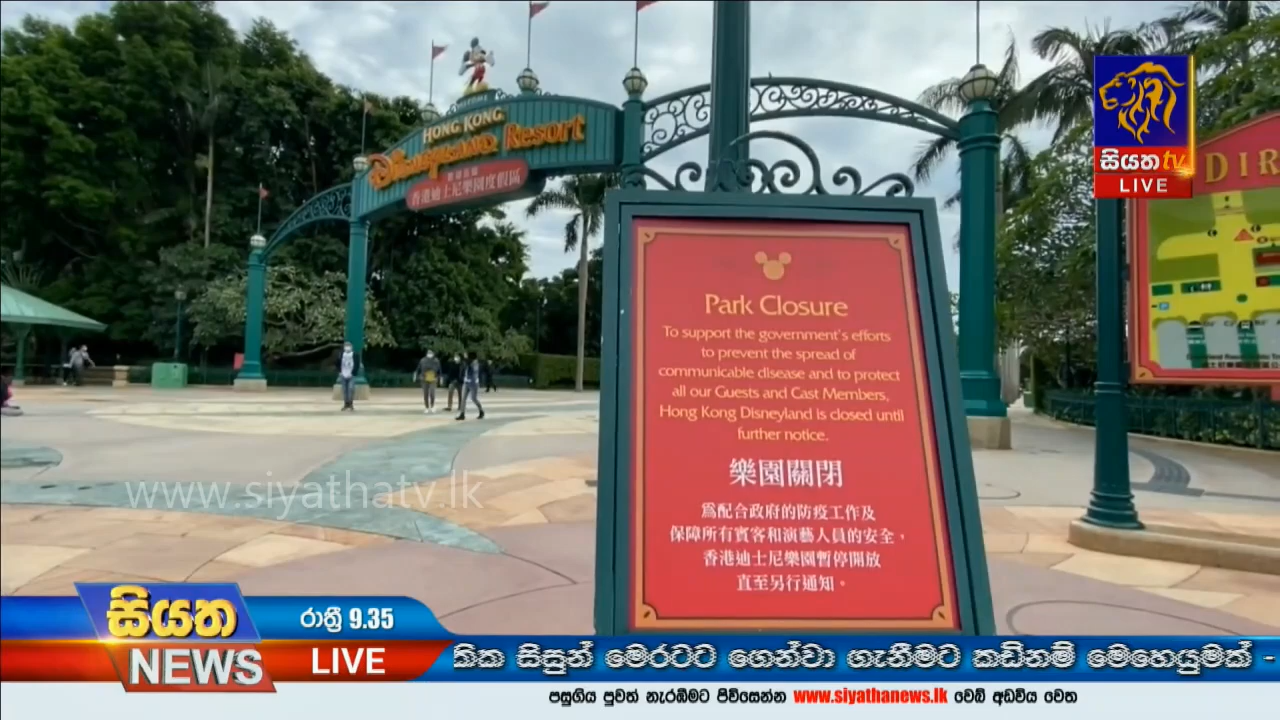 HONG KONG
DISNEYLAND Resort
香港迪士尼樂園度假區
සියත tv
LIVE
DIR
Park Closure
To support the government's efforts
to prevent the spread of
communicable disease and to protect
all our Guests and Cast Members,
Hong Kong Disneyland is closed until
further notice.
樂園關閉
為配合政府的防疫工作及
保障所有賓客和演藝人員的安全，
香港迪士尼樂園暫停開放
直至另行通知。
www.siyathatv.lk
සියත
NEWS
රාත්‍රී 9.35
LIVE
තික සිසුන් මෙරටට ගෙන්වා ගැනීමට කඩිනම් මෙහෙයුමක් -
පසුගිය පුවත් නැරඹීමට පිවිසෙන්න www.siyathanews.lk වෙබ් අඩවිය වෙත